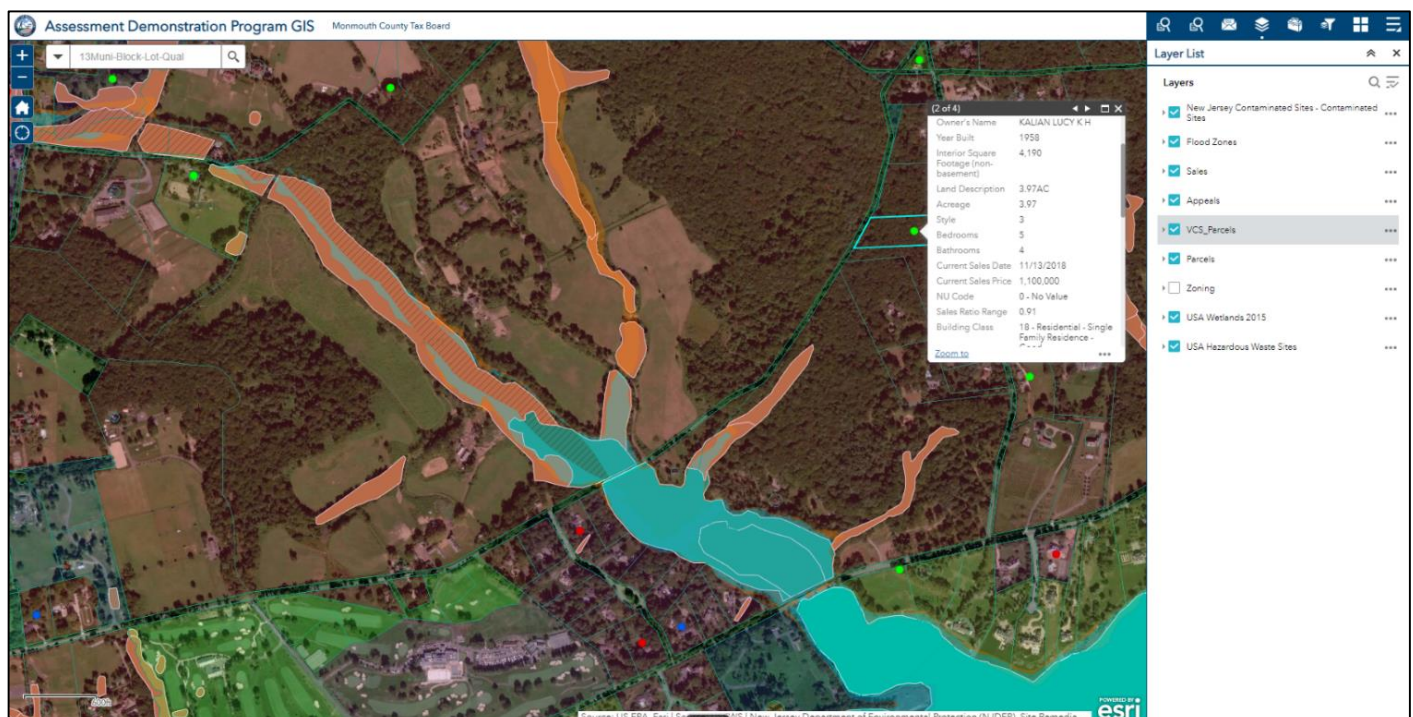 Assessment Demonstration Program GIS
Monmouth County Tax Board
+
13Muni-Block-Lot-Qual
−
(2 of 4)
Owner's Name KALIAN LUCY K H
Year Built 1958
Interior Square 4,190
Footage (non-
basement)
Land Description 3.97AC
Acreage 3.97
Style 3
Bedrooms 5
Bathrooms 4
Current Sales Date 11/13/2018
Current Sales Price 1,100,000
NU Code 0 - No Value
Sales Ratio Range 0.91
Building Class 18 - Residential - Single
Family Residence -
Zoom to
Layer List
Layers
New Jersey Contaminated Sites - Contaminated
Sites
Flood Zones
Sales
Appeals
VCS_Parcels
Parcels
Zoning
USA Wetlands 2015
USA Hazardous Waste Sites
POWERED BY
esri